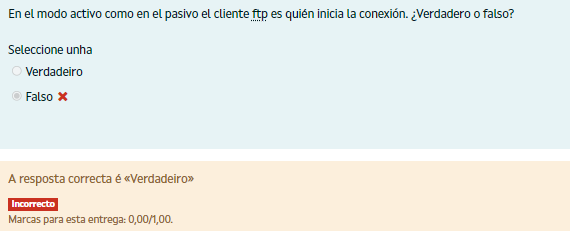 En el modo activo como en el pasivo el cliente ftp es quién inicia la conexión. ¿Verdadero o falso?
Seleccione unha
Verdadeiro
Falso
A resposta correcta é «Verdadeiro»
Incorrecto
Marcas para esta entrega: 0,00/1,00.